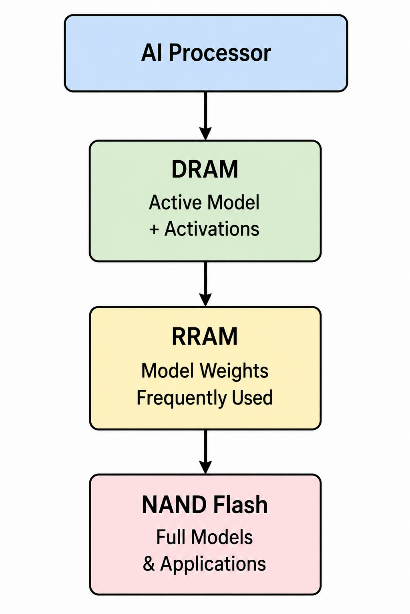 AI Processor
DRAM
Active Model
+ Activations
RRAM
Model Weights
Frequently Used
NAND Flash
Full Models
& Applications